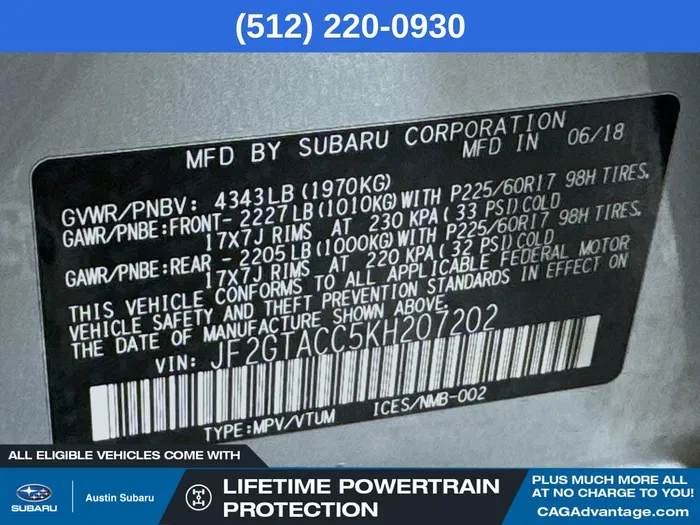 (512) 220-0930
MFD BY SUBARU CORPORATION
MFD IN 06/18
GVWR/PNBV: 4343LB (1970KG)
GAWR/PNBE:FRONT- 2227LB(1010KG)WITH P225/60R17 98H TIRES,
17X7J RIMS AT 230 KPA (33 PSI)COLD
GAWR/PNBE:REAR - 2205LB(1000KG)WITH P225/60R17 98H TIRES,
17X7J RIMS AT 220 KPA(32 PSI)COLD
THIS VEHICLE CONFORMS TO ALL APPLICABLE FEDERAL MOTOR
VEHICLE SAFETY AND THEFT PREVENTION STANDARDS IN EFFECT ON
THE DATE OF MANUFACTURE SHOWN ABOVE.
VIN: JF2GTACC5KH207202
TYPE:MPV/VTUM ICES/NMB-002
ALL ELIGIBLE VEHICLES COME WITH
SUBARU
Austin Subaru
LIFETIME POWERTRAIN
PROTECTION
PLUS MUCH MORE ALL
AT NO CHARGE TO YOU!
CAGAdvantage.com